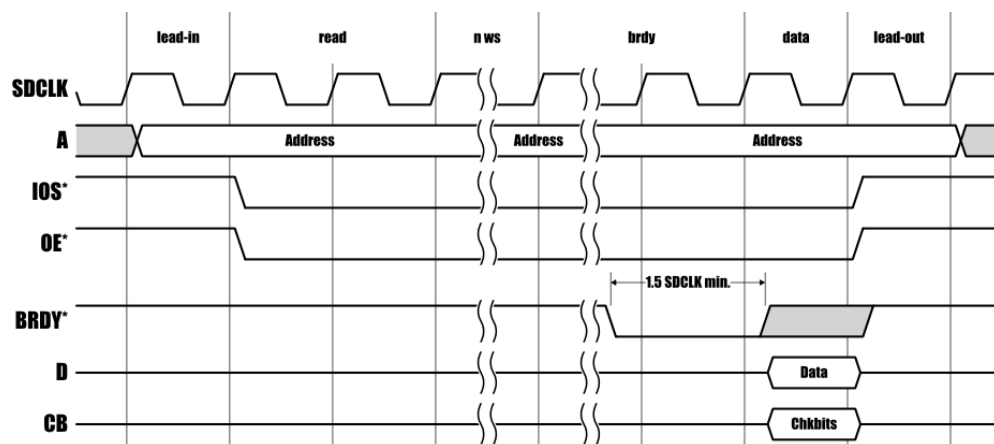 lead-in read n ws brdy data lead-out
SDCLK
A Address Address Address
IOS*
OE*
1.5 SDCLK min.
BRDY*
D Data
CB Chkbits